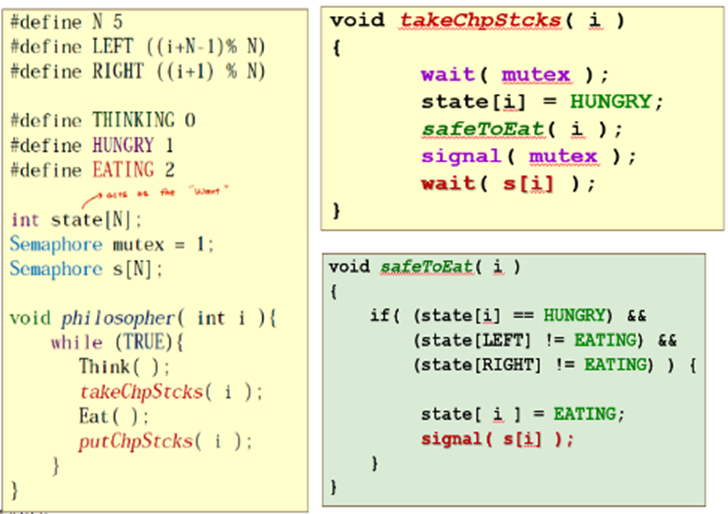 #define N 5
#define LEFT ((i+N-1)% N)
#define RIGHT ((i+1) % N)
#define THINKING 0
#define HUNGRY 1
#define EATING 2
acts as the "Want"
int state[N];
Semaphore mutex = 1;
Semaphore s[N];
void philosopher( int i ){
while (TRUE){
Think( );
takeChpStcks( i );
Eat( );
putChpStcks( i );
}
}
void takeChpStcks( i )
{
wait( mutex );
state[i] = HUNGRY;
safeToEat( i );
signal( mutex );
wait( s[i] );
}
void safeToEat( i )
{
if( (state[i] == HUNGRY) &&
(state[LEFT] != EATING) &&
(state[RIGHT] != EATING) ) {
state[ i ] = EATING;
signal( s[i] );
}
}